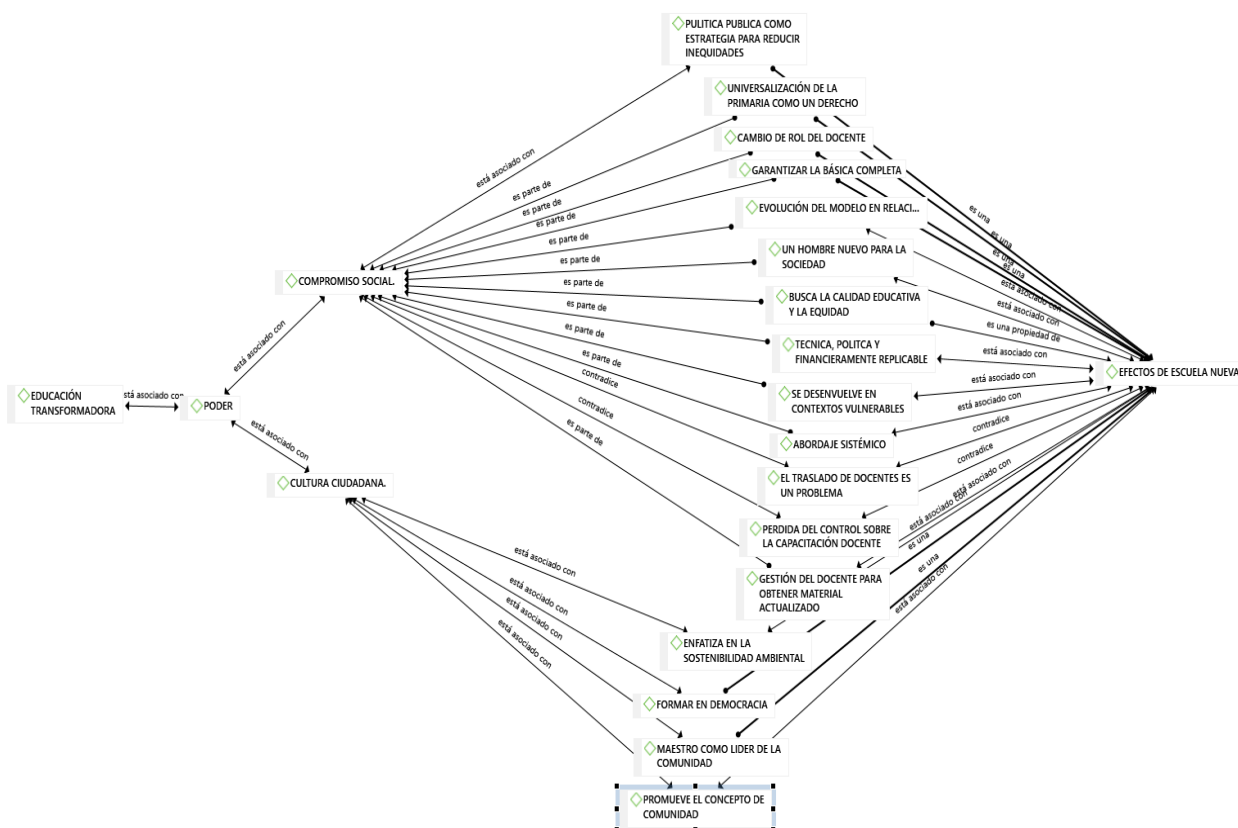 PULITICA PUBLICA COMO
ESTRATEGIA PARA REDUCIR
INEQUIDADES
UNIVERSALIZACIÓN DE LA
PRIMARIA COMO UN DERECHO
CAMBIO DE ROL DEL DOCENTE
GARANTIZAR LA BÁSICA COMPLETA
EVOLUCIÓN DEL MODELO EN RELACI...
UN HOMBRE NUEVO PARA LA
SOCIEDAD
BUSCA LA CALIDAD EDUCATIVA
Y LA EQUIDAD
TECNICA, POLITCA Y
FINANCIERAMENTE REPLICABLE
SE DESENVUELVE EN
CONTEXTOS VULNERABLES
ABORDAJE SISTÉMICO
EL TRASLADO DE DOCENTES ES
UN PROBLEMA
PERDIDA DEL CONTROL SOBRE
LA CAPACITACIÓN DOCENTE
GESTIÓN DEL DOCENTE PARA
OBTENER MATERIAL
ACTUALIZADO
ENFATIZA EN LA
SOSTENIBILIDAD AMBIENTAL
FORMAR EN DEMOCRACIA
MAESTRO COMO LIDER DE LA
COMUNIDAD
PROMUEVE EL CONCEPTO DE
COMUNIDAD
COMPROMISO SOCIAL.
EDUCACIÓN
TRANSFORMADORA
PODER
CULTURA CIUDADANA.
EFECTOS DE ESCUELA NUEVA
está asociado con
es parte de
es parte de
es parte de
es parte de
es parte de
es parte de
es parte de
es parte de
es parte de
contradice
contradice
es parte de
está asociado con
está asociado con
está asociado con
está asociado con
está asociado con
está asociado con
está asociado con
es una
es una
es una
es una
está asociado con
está asociado con
es una propiedad de
está asociado con
está asociado con
está asociado con
contradice
contradice
está asociado con
está asociado con
es una
es una
está asociado con